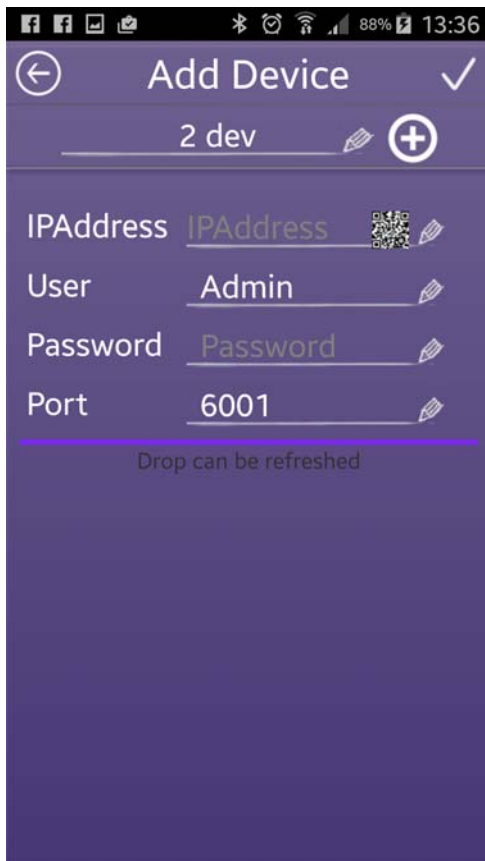 88% 13:36
Add Device
2 dev
IPAddress IPAddress
User Admin
Password Password
Port 6001
Drop can be refreshed